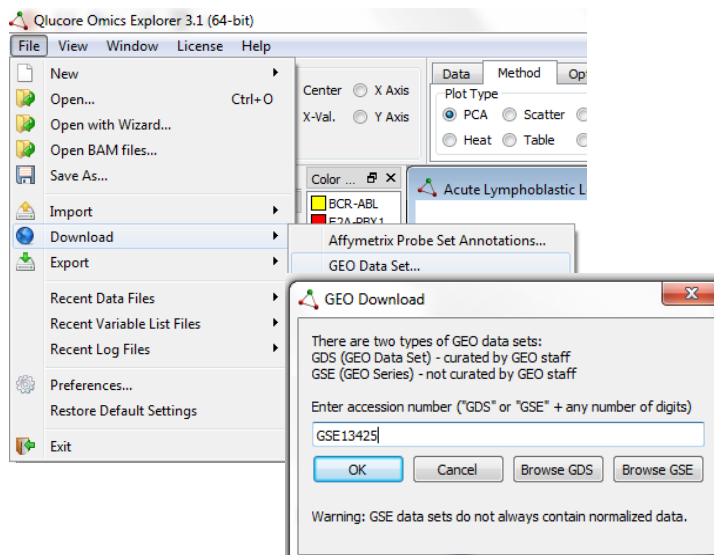 Qlucore Omics Explorer 3.1 (64-bit)
File View Window License Help
New
Open... Ctrl+O
Open with Wizard...
Open BAM files...
Save As...
Import
Download
Export
Recent Data Files
Recent Variable List Files
Recent Log Files
Preferences...
Restore Default Settings
Exit
Center X Axis
X-Val. Y Axis
Data Method Op
Plot Type
PCA Scatter
Heat Table
Color ...
BCR-ABL
E2A-PBX1
Acute Lymphoblastic L
Affymetrix Probe Set Annotations...
GEO Data Set...
GEO Download
There are two types of GEO data sets:
GDS (GEO Data Set) - curated by GEO staff
GSE (GEO Series) - not curated by GEO staff
Enter accession number ("GDS" or "GSE" + any number of digits)
GSE13425
OK Cancel Browse GDS Browse GSE
Warning: GSE data sets do not always contain normalized data.